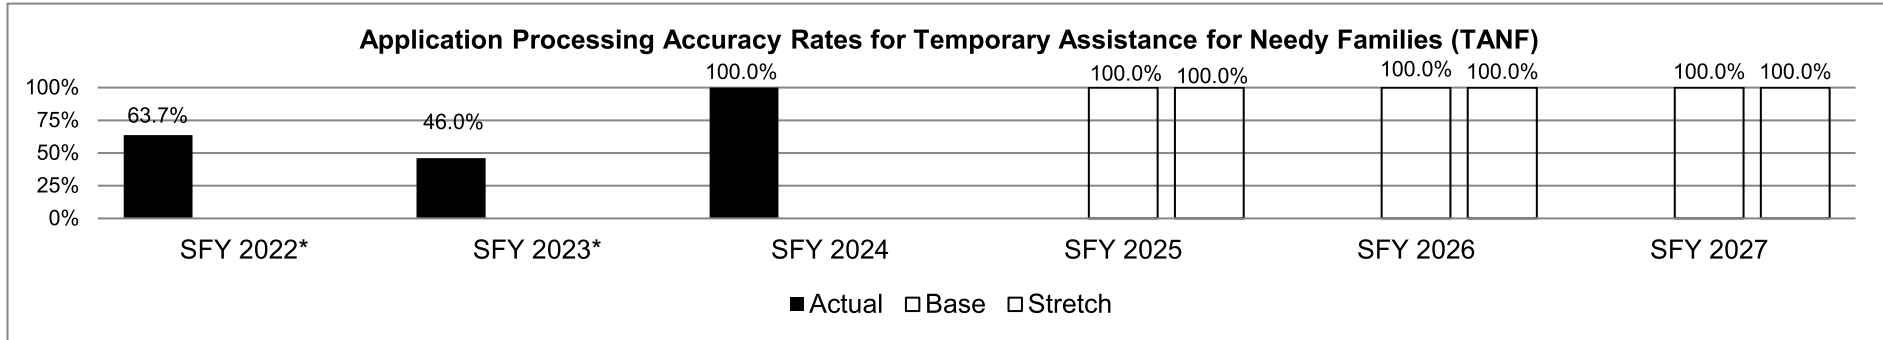 Application Processing Accuracy Rates for Temporary Assistance for Needy Families (TANF)
100.0% 100.0% 100.0% 100.0% 100.0% 100.0% 100.0%
100%
63.7% 46.0%
75%
50%
25%
0%
SFY 2022* SFY 2023* SFY 2024 SFY 2025 SFY 2026 SFY 2027
Actual Base Stretch